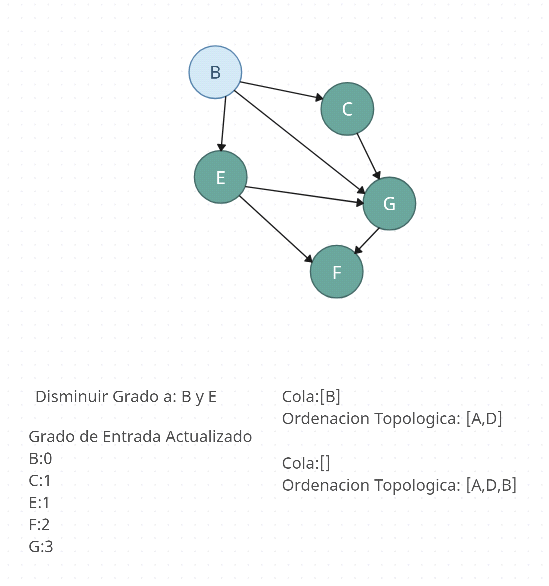 B
C
E
G
F
Disminuir Grado a: B y E
Grado de Entrada Actualizado
B:0
C:1
E:1
F:2
G:3
Cola:[B]
Ordenacion Topologica: [A,D]
Cola:[]
Ordenacion Topologica: [A,D,B]